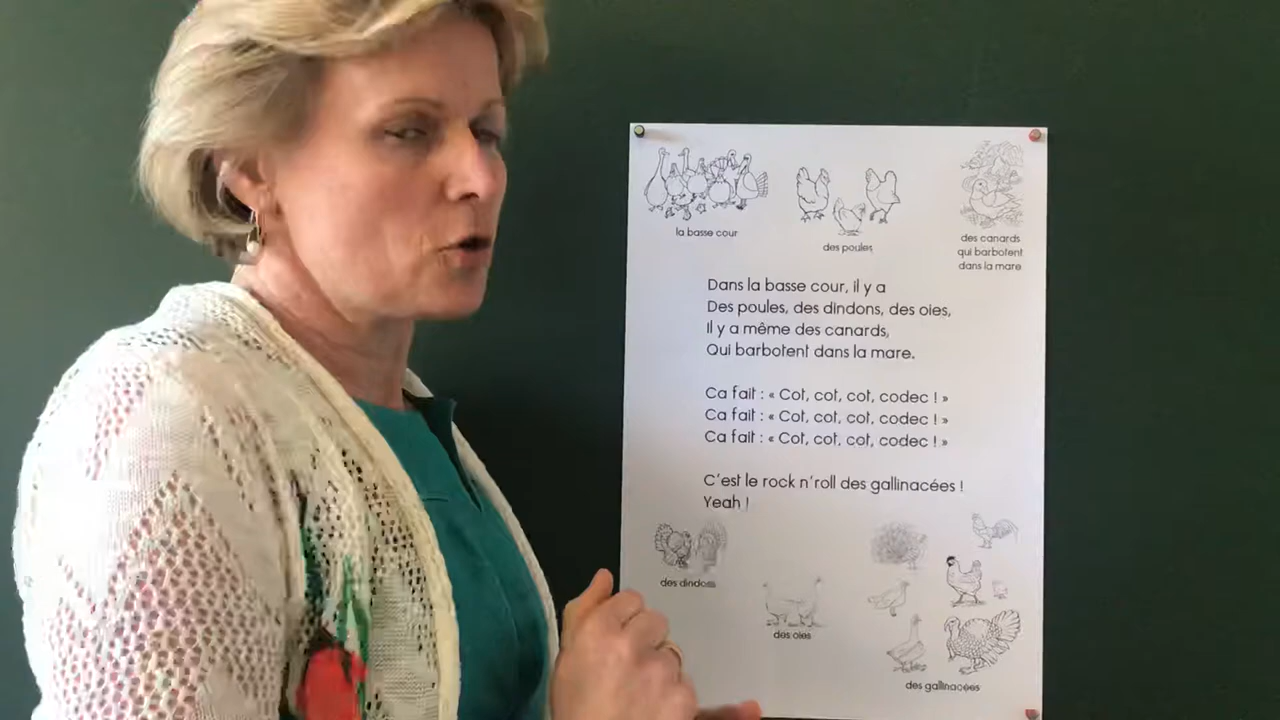 la basse cour
des poules
des canards
qui barbotent
dans la mare
Dans la basse cour, il y a
Des poules, des dindons, des oies,
Il y a même des canards,
Qui barbotent dans la mare.
Ca fait : « Cot, cot, cot, codec ! »
Ca fait : « Cot, cot, cot, codec ! »
Ca fait : « Cot, cot, cot, codec ! »
C'est le rock n'roll des gallinacées !
Yeah !
des dindons
des oies
des gallinacées